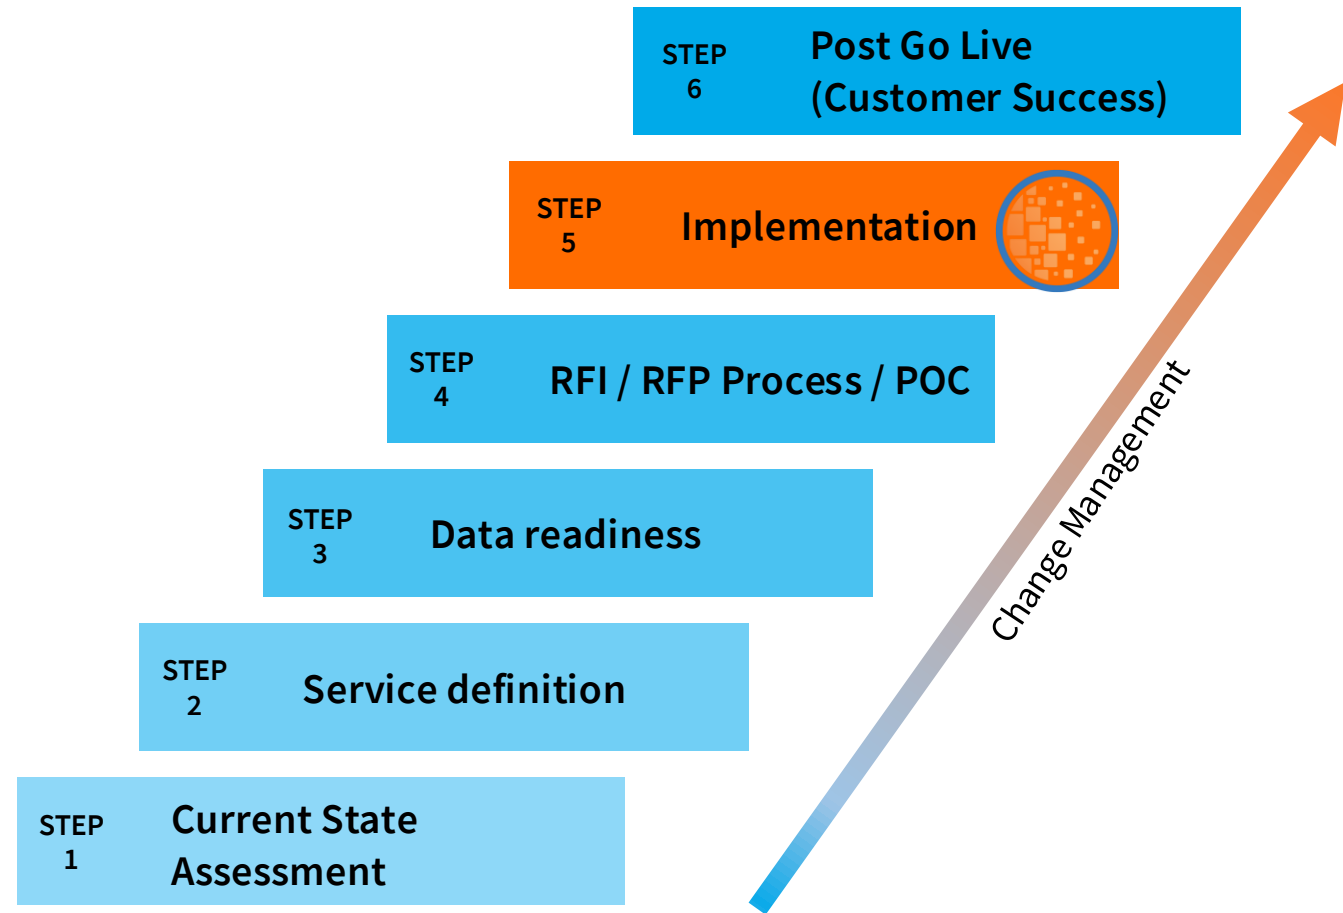 STEP
6
Post Go Live
(Customer Success)
STEP
5
Implementation
STEP
4
RFI / RFP Process / POC
STEP
3
Data readiness
STEP
2
Service definition
STEP
1
Current State
Assessment
Change Management